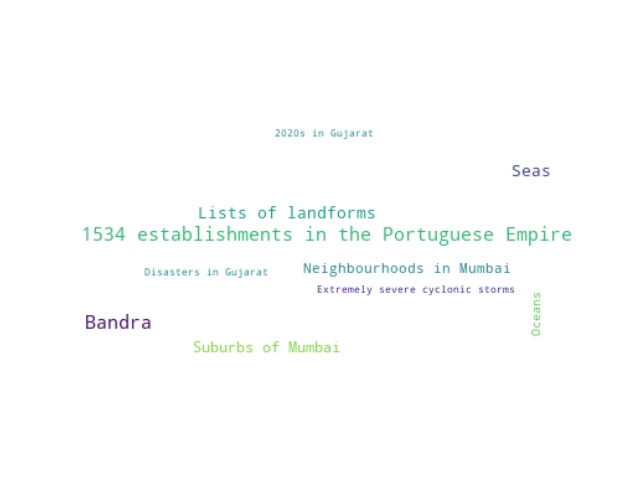 2020s in Gujarat
Seas
Lists of landforms
1534 establishments in the Portuguese Empire
Neighbourhoods in Mumbai
Disasters in Gujarat
Extremely severe cyclonic storms
Oceans
Bandra
Suburbs of Mumbai